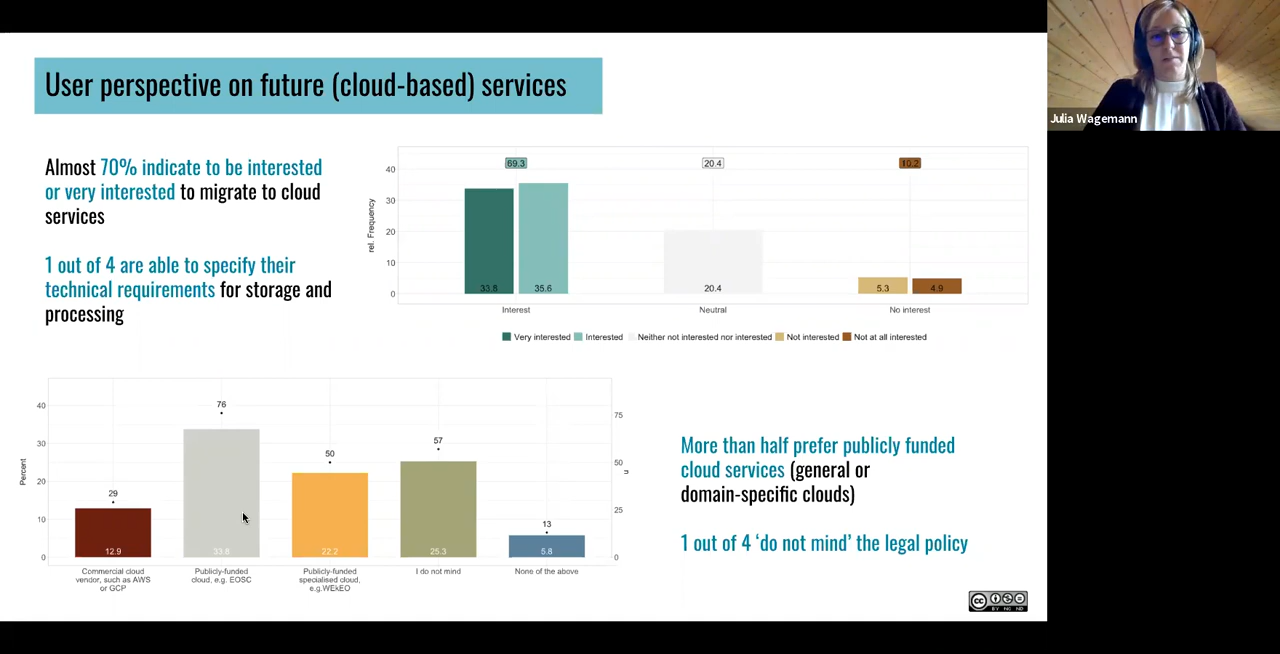 User perspective on future (cloud-based) services
Julia Wagemann
Almost 70% indicate to be interested
or very interested to migrate to cloud
services
1 out of 4 are able to specify their
technical requirements for storage and
processing
69.3
20.4
10.2
40
30
20
10
0
rel. Frequency
33.8
35.6
20.4
5.3
4.9
Interest
Neutral
No interest
Very interested
Interested
Neither not interested nor interested
Not interested
Not at all interested
40
30
20
10
0
Percent
29
76
50
57
13
12.9
33.8
22.2
25.3
5.8
75
50
25
0
n
Commercial cloud
vendor, such as AWS
or GCP
Publicly-funded
cloud, e.g. EOSC
Publicly-funded
specialised cloud,
e.g.WEkEO
I do not mind
None of the above
More than half prefer publicly funded
cloud services (general or
domain-specific clouds)
1 out of 4 ‘do not mind’ the legal policy
cc
BY NC ND